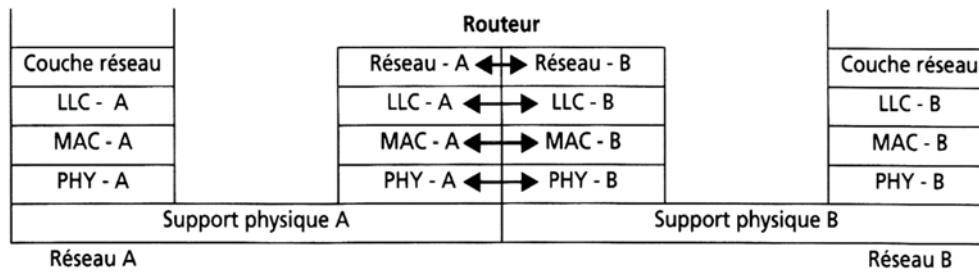 Routeur
Couche réseau Réseau - A Réseau - B Couche réseau
LLC - A LLC - A LLC - B LLC - B
MAC - A MAC - A MAC - B MAC - B
PHY - A PHY - A PHY - B PHY - B
Support physique A Support physique B
Réseau A Réseau B